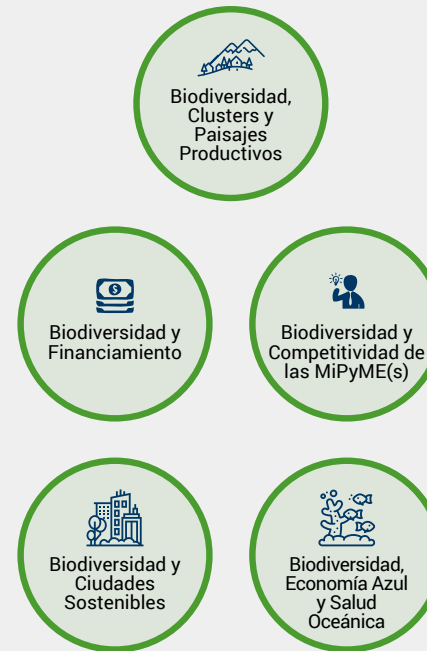 Biodiversidad,
Clusters y
Paisajes
Productivos
Biodiversidad y
Financiamiento
Biodiversidad y
Competitividad de
las MiPyME(s)
Biodiversidad y
Ciudades
Sostenibles
Biodiversidad,
Economía Azul
y Salud
Oceánica